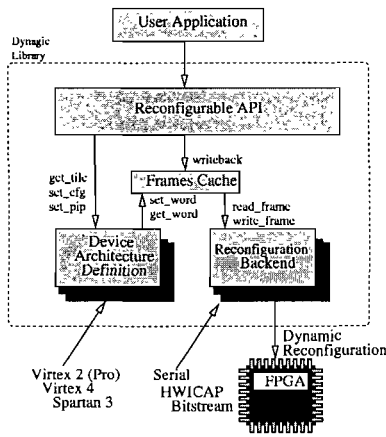 User Application
Dynagic
Library
Reconfigurable API
writeback
get_tile
set_cfg
set_pip
Frames Cache
set_word
get_word
read_frame
write_frame
Device
Architecture
Definition
Reconfiguration
Backend
Dynamic
Reconfiguration
Virtex 2 (Pro)
Virtex 4
Spartan 3
Serial
HWICAP
Bitstream
FPGA